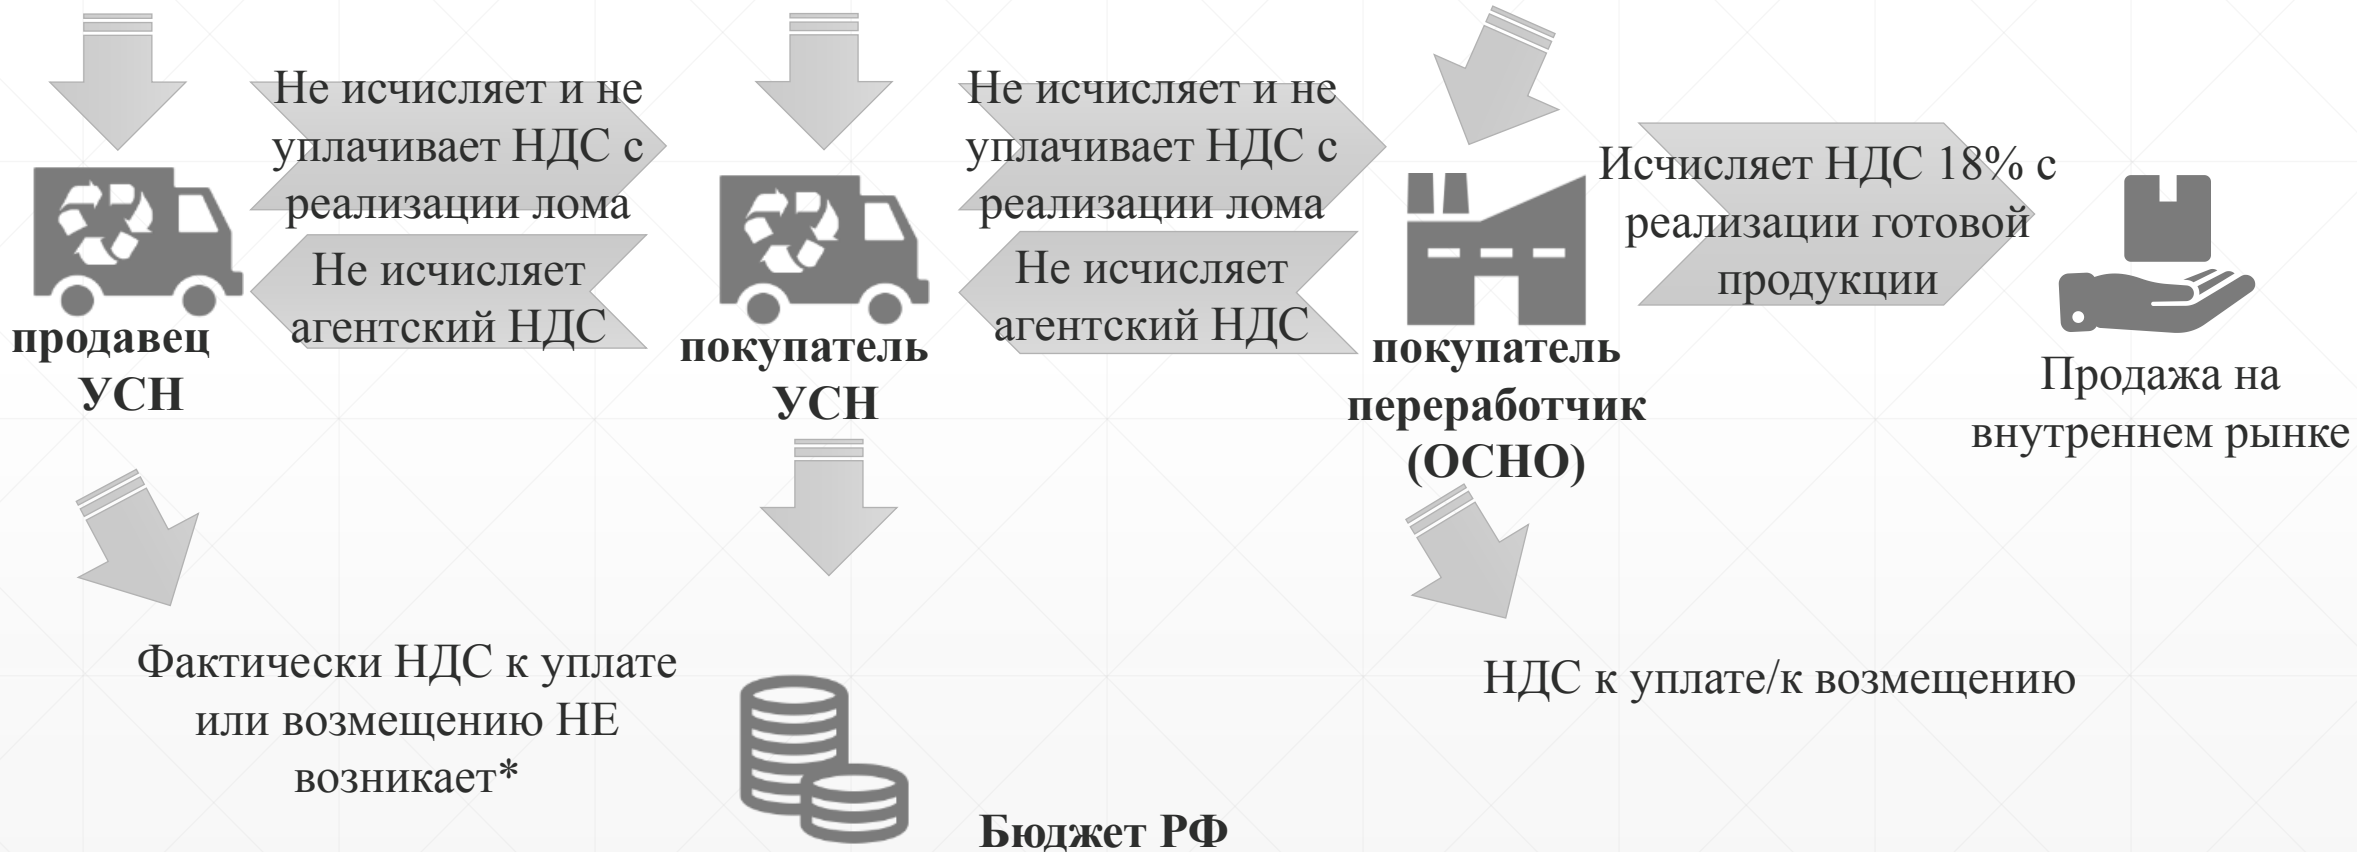 Не исчисляет и не
уплачивает НДС с
реализации лома
Не исчисляет
агентский НДС
Не исчисляет и не
уплачивает НДС с
реализации лома
Не исчисляет
агентский НДС
Исчисляет НДС 18% с
реализации готовой
продукции
продавец
УСН
покупатель
УСН
покупатель
переработчик
(ОСНО)
Продажа на
внутреннем рынке
Фактически НДС к уплате
или возмещению НЕ
возникает*
НДС к уплате/к возмещению
Бюджет РФ